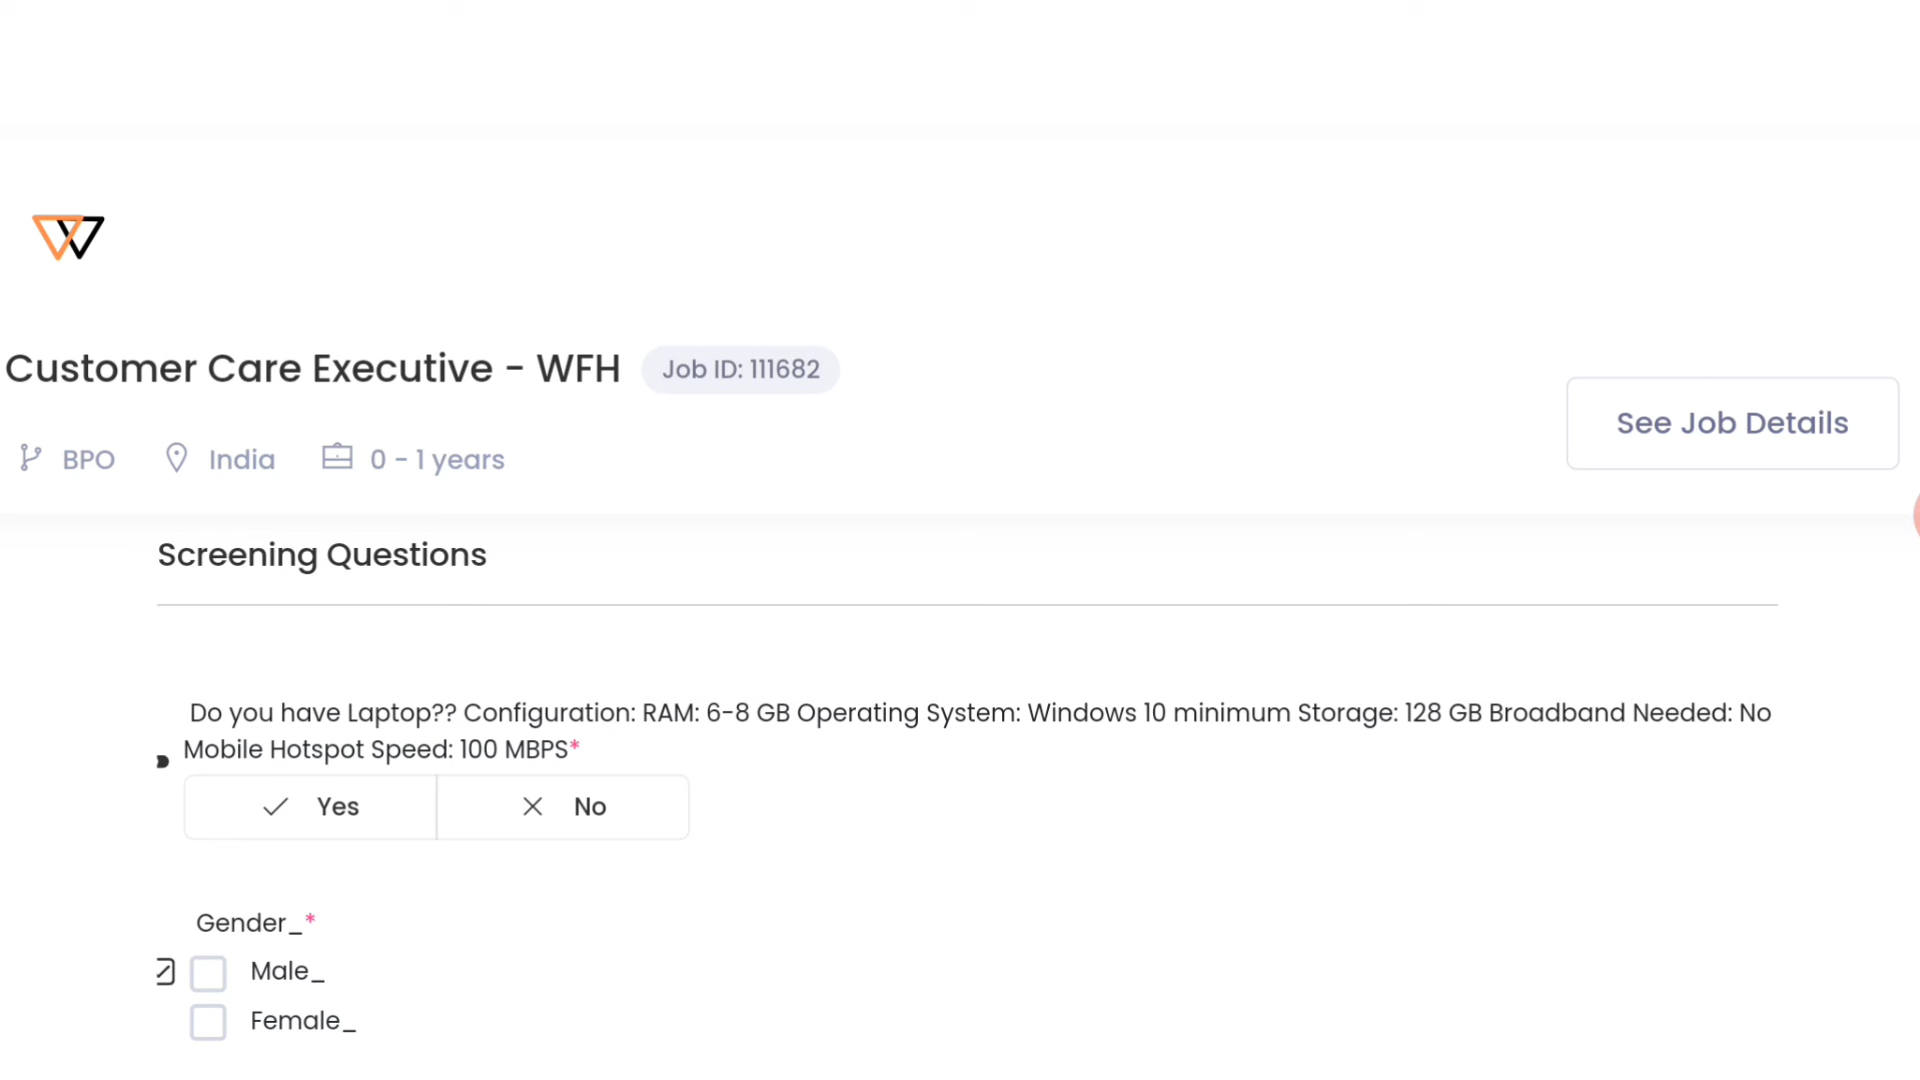 Customer Care Executive - WFH
Job ID: 111682
See Job Details
BPO
India
0 - 1 years
Screening Questions
Do you have Laptop?? Configuration: RAM: 6-8 GB Operating System: Windows 10 minimum Storage: 128 GB Broadband Needed: No
Mobile Hotspot Speed: 100 MBPS*
Yes
No
Gender_*
Male_
Female_